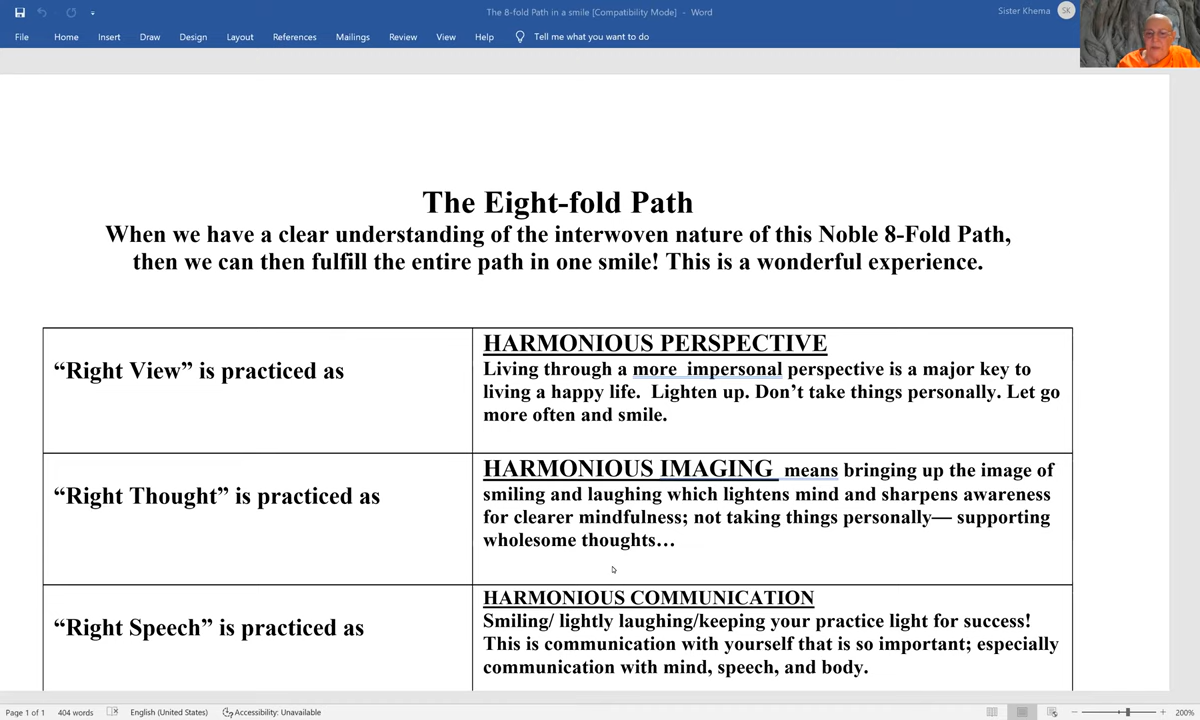 The 8-fold Path in a smile [Compatibility Mode] - Word
Sister Khema SK
File Home Insert Draw Design Layout References Mailings Review View Help Tell me what you want to do
The Eight-fold Path
When we have a clear understanding of the interwoven nature of this Noble 8-Fold Path,
then we can then fulfill the entire path in one smile! This is a wonderful experience.
“Right View” is practiced as
HARMONIOUS PERSPECTIVE
Living through a more impersonal perspective is a major key to
living a happy life. Lighten up. Don’t take things personally. Let go
more often and smile.
“Right Thought” is practiced as
HARMONIOUS IMAGING means bringing up the image of
smiling and laughing which lightens mind and sharpens awareness
for clearer mindfulness; not taking things personally— supporting
wholesome thoughts…
“Right Speech” is practiced as
HARMONIOUS COMMUNICATION
Smiling/ lightly laughing/keeping your practice light for success!
This is communication with yourself that is so important; especially
communication with mind, speech, and body.
Page 1 of 1 404 words English (United States) Accessibility: Unavailable 200%